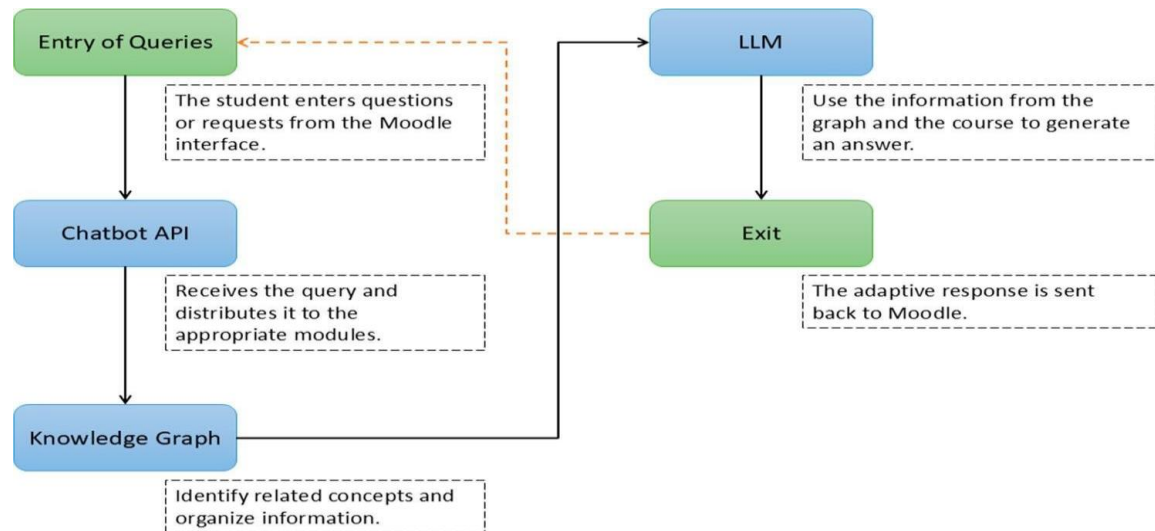 Entry of Queries
The student enters questions
or requests from the Moodle
interface.
Chatbot API
Receives the query and
distributes it to the
appropriate modules.
Knowledge Graph
Identify related concepts and
organize information.
LLM
Use the information from the
graph and the course to generate
an answer.
Exit
The adaptive response is sent
back to Moodle.